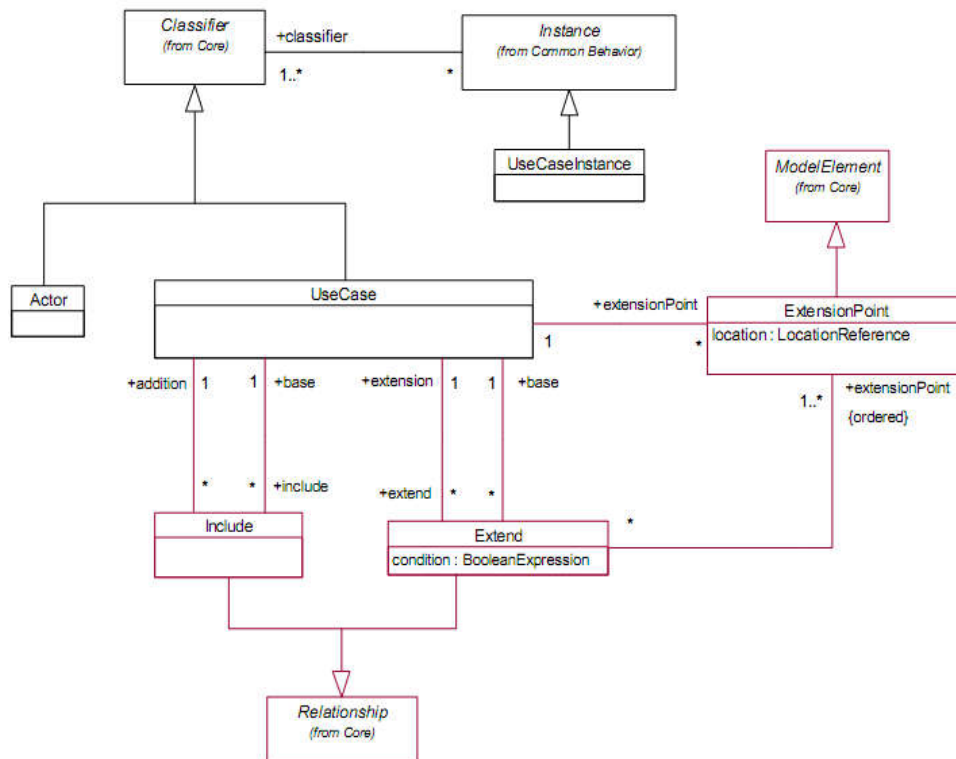 Classifier
(from Core)
+classifier
1..*
*
Instance
(from Common Behavior)
UseCaseInstance
ModelElement
(from Core)
Actor
UseCase
+extensionPoint
1
*
ExtensionPoint
location : LocationReference
+addition
1
1
+base
+extension
1
1
+base
1..*
+extensionPoint
{ordered}
*
*
+include
+extend
*
*
*
Include
Extend
condition : BooleanExpression
Relationship
(from Core)